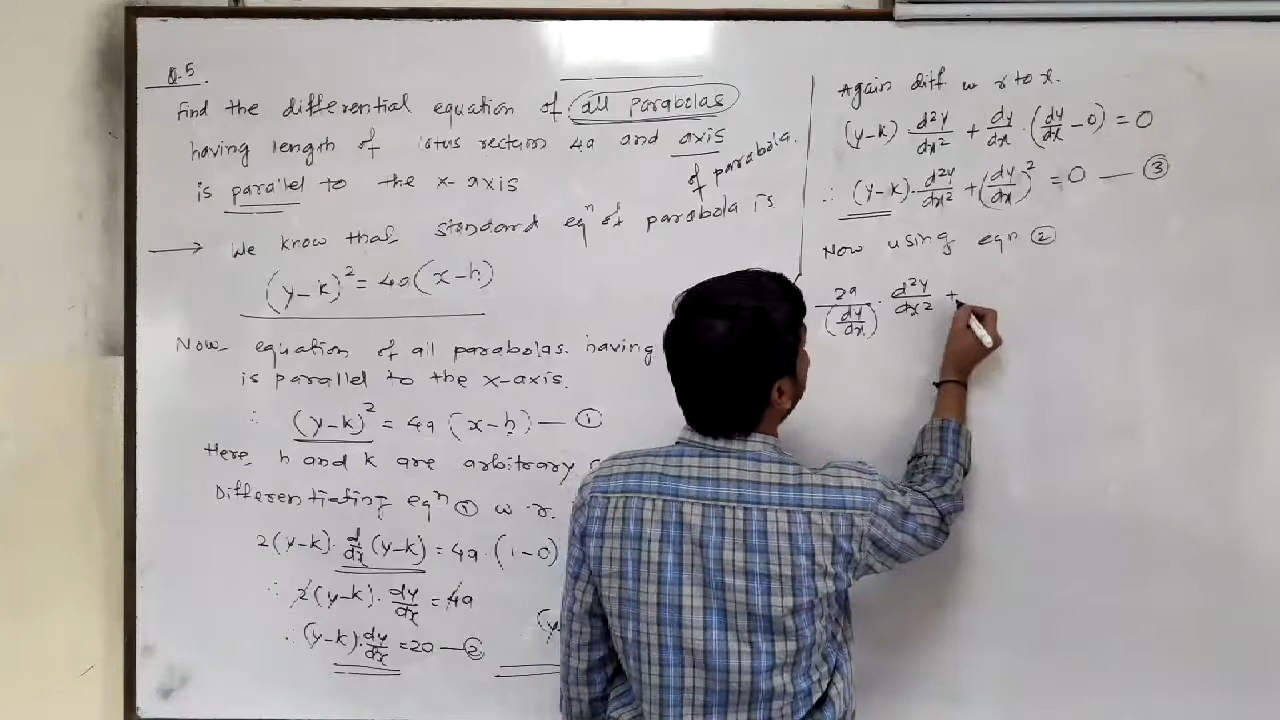 Q.5
Find the differential equation of all parabolas
having length of latus rectum 4a and axis
of parabola.
is parallel to the x-axis
We know that standard eqn of parabola is
(y-k)² = 4a(x-h)
Now equation of all parabolas having
is parallel to the x-axis.
∴ (y-k)² = 4a (x-h) — ①
Here, h and k are arbitrary
Differentiating eqn ① w.r.
2(y-k). d/dx (y-k) = 4a.(1-0)
∴ 2(y-k). dy/dx = 4a
∴ (y-k). dy/dx = 2a — ②
(y
Again diff w r to x.
(y-k) d²y/dx² + dy/dx . (dy/dx - 0) = 0
∴ (y-k). d²y/dx² + (dy/dx)² = 0 — ③
Now using eqn ②
2a/(dy/dx) . d²y/dx² +